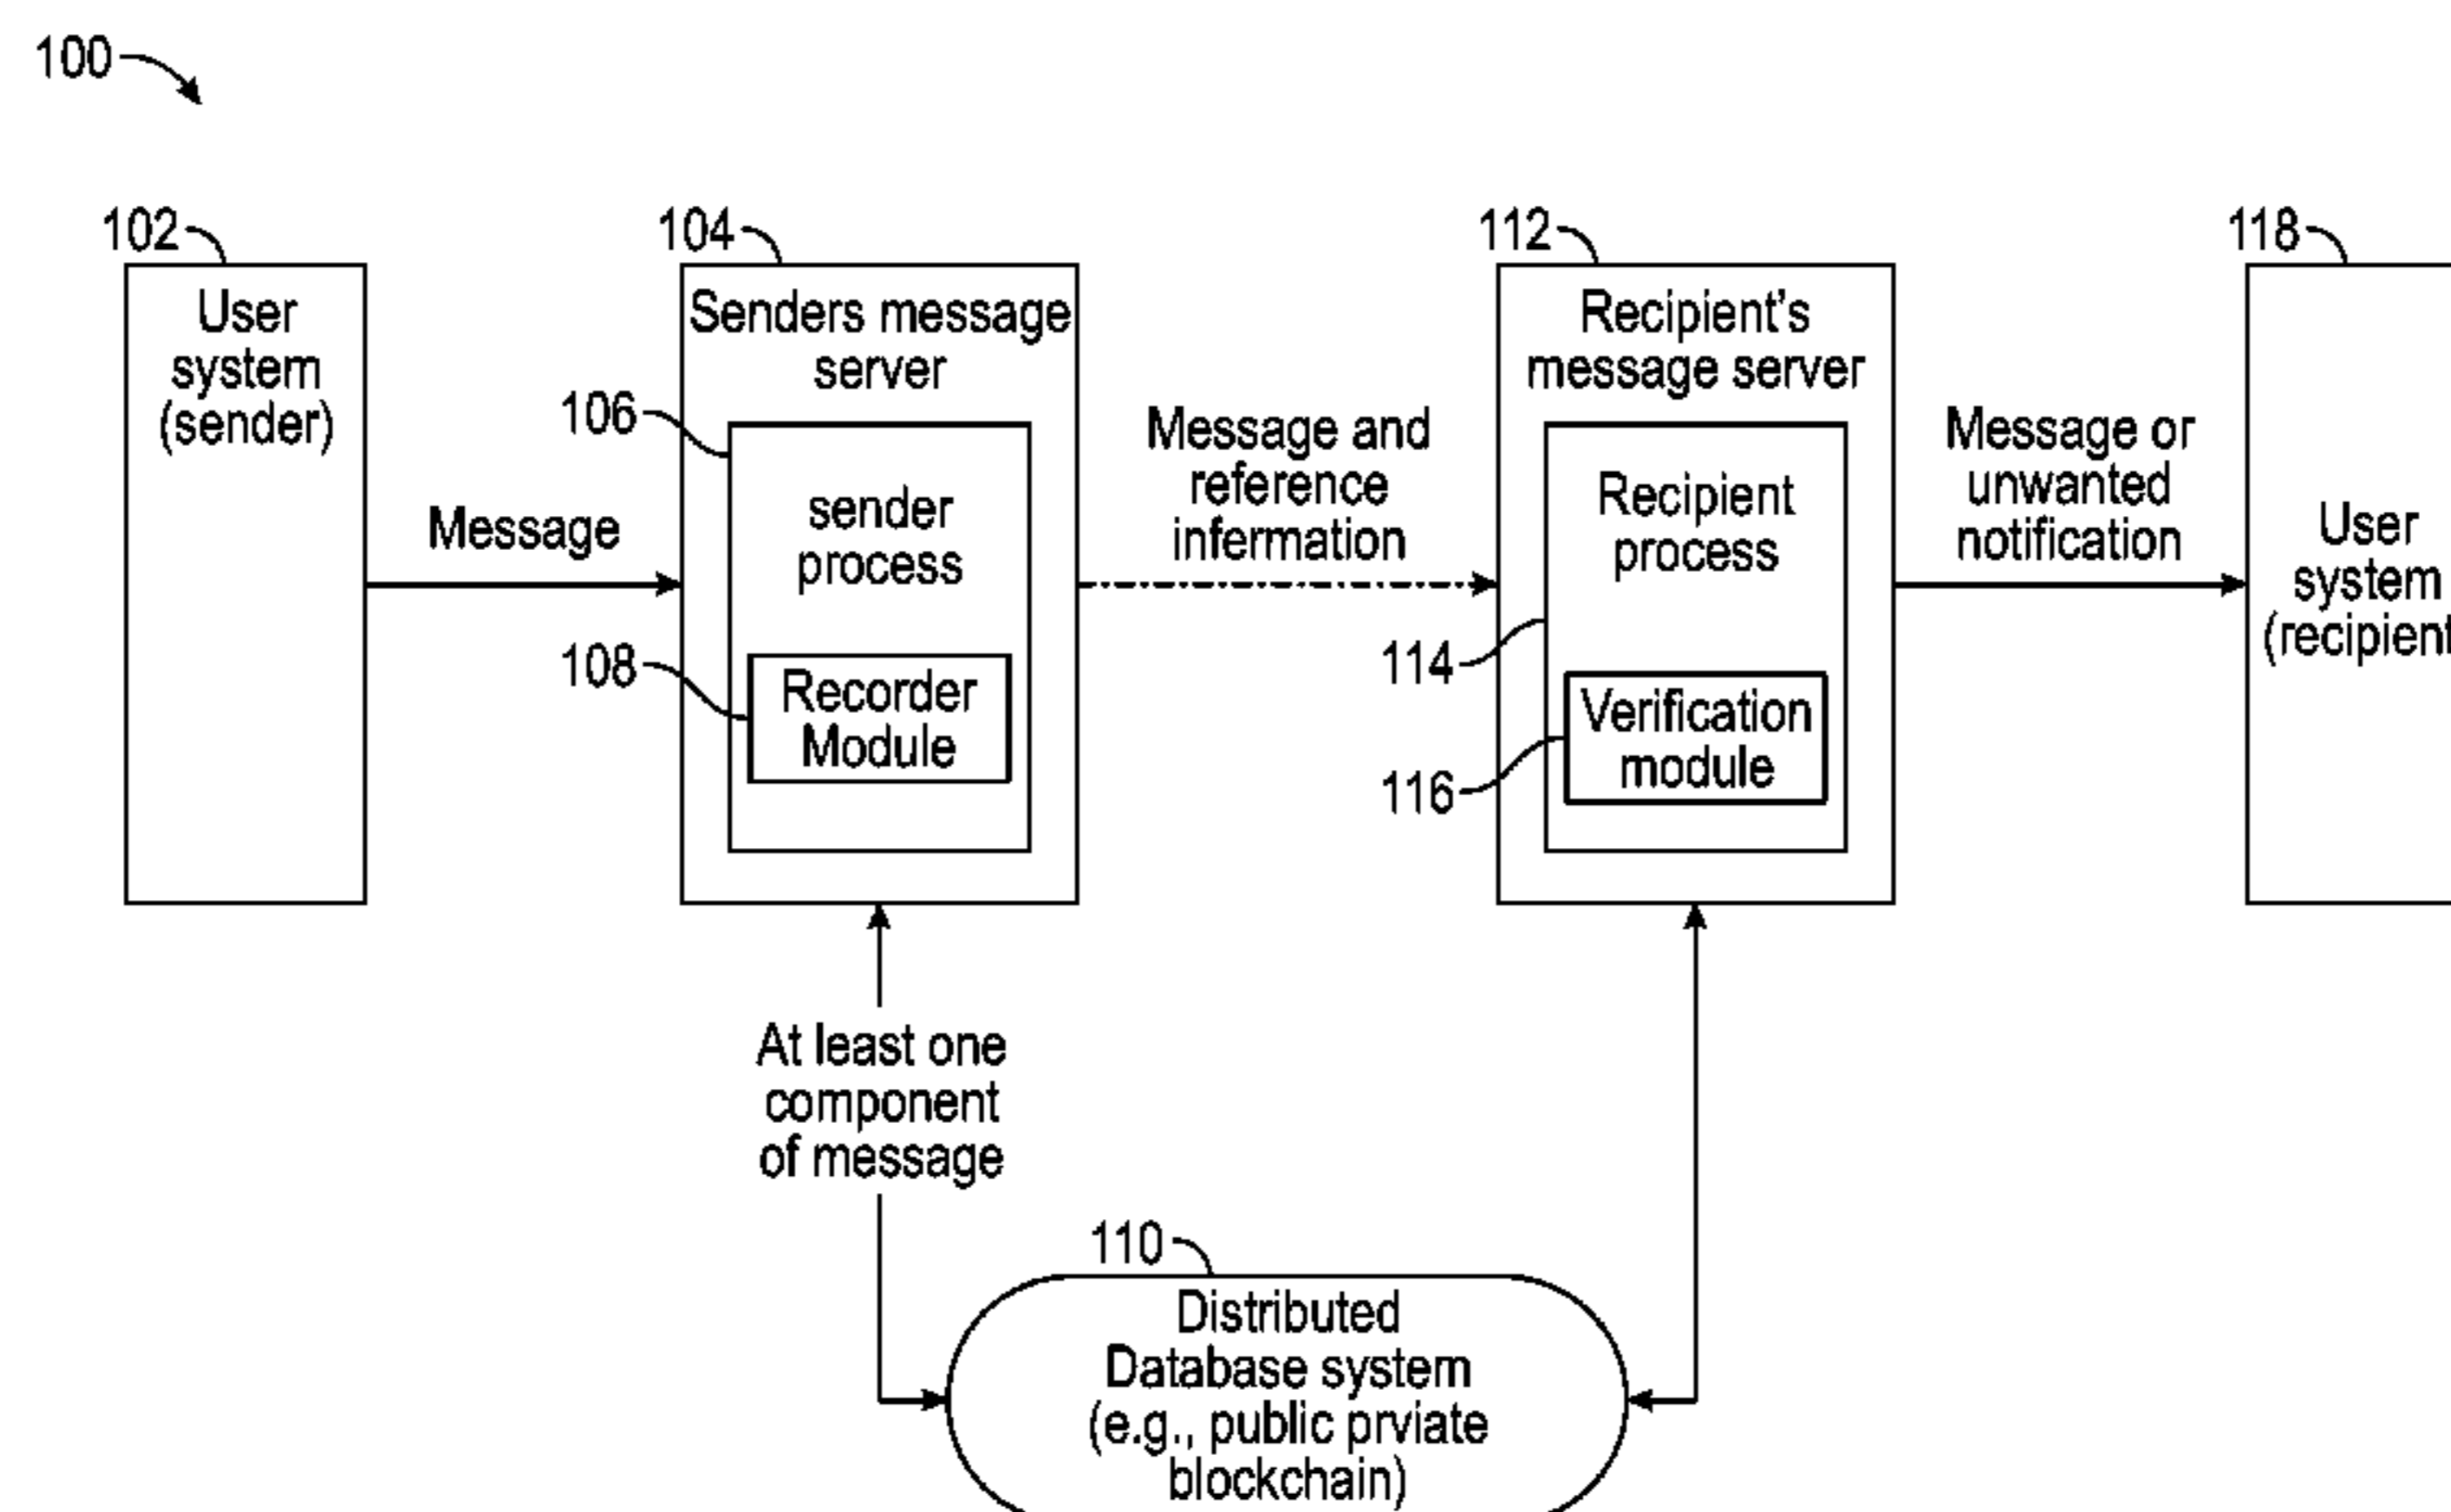 100
102
User
system
(sender)
Message
104
Senders message
server
106
sender
process
108
Recorder
Module
Message and
reference
infermation
112
Recipient's
message server
114
Recipient
process
116
Verification
module
Message or
unwanted
notification
118
User
system
(recipient
At least one
component
of message
110
Distributed
Database system
(e.g., public prviate
blockchain)